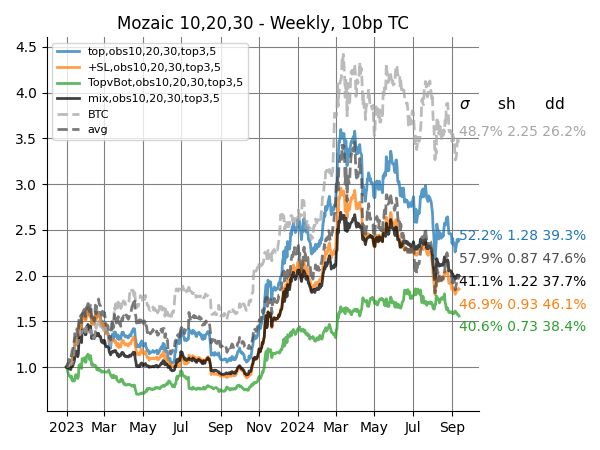 Mozaic 10,20,30 - Weekly, 10bp TC
top,obs10,20,30,top3,5
+SL,obs10,20,30,top3,5
TopvBot,obs10,20,30,top3,5
mix,obs10,20,30,top3,5
BTC
avg
4.5
4.0
3.5
3.0
2.5
2.0
1.5
1.0
σ sh dd
48.7% 2.25 26.2%
52.2% 1.28 39.3%
57.9% 0.87 47.6%
41.1% 1.22 37.7%
46.9% 0.93 46.1%
40.6% 0.73 38.4%
2023 Mar May Jul Sep Nov 2024 Mar May Jul Sep